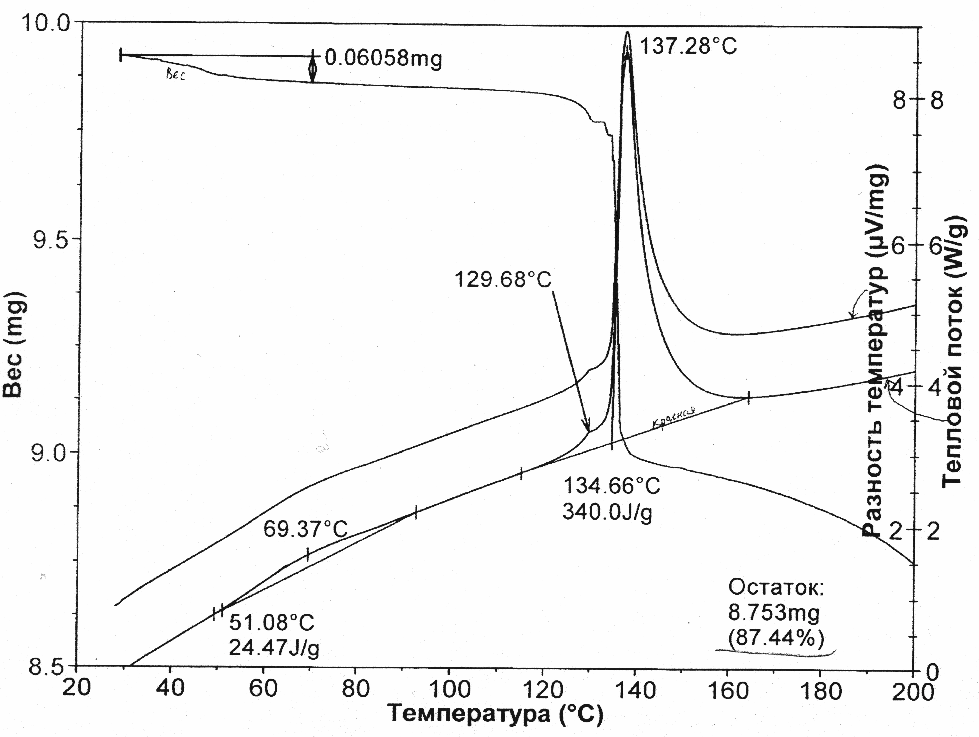 10.0
0.06058mg
Вес
137.28°C
8
8
9.5
6
6
129.68°C
Вес (mg)
Разность температур (µV/mg)
Тепловой поток (W/g)
4
4
красная
9.0
134.66°C
340.0J/g
69.37°C
2
2
51.08°C
24.47J/g
Остаток:
8.753mg
(87.44%)
8.5
0
20
40
60
80
100
120
140
160
180
200
Температура (°C)